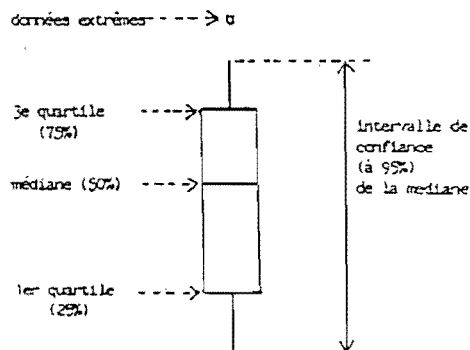 données extrêmes
3e quartile
(75%)
médiane (50%)
1er quartile
(25%)
intervalle de
confiance
(à 95%)
de la mediane